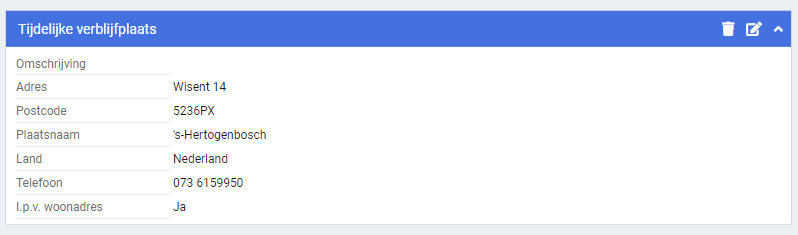 Tijdelijke verblijfplaats
Omschrijving
Adres Wisent 14
Postcode 5236PX
Plaatsnaam 's-Hertogenbosch
Land Nederland
Telefoon 073 6159950
I.p.v. woonadres Ja